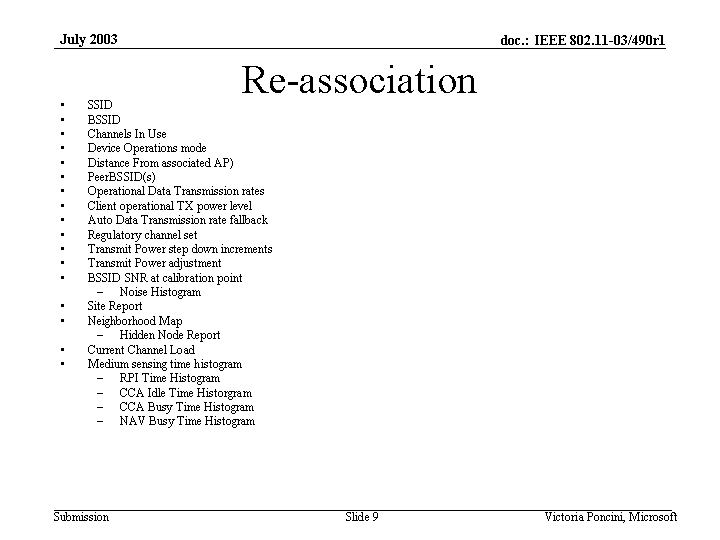 July 2003
doc.: IEEE 802.11-03/490r1
Re-association
• SSID
• BSSID
• Channels In Use
• Device Operations mode
• Distance From associated AP)
• PeerBSSID(s)
• Operational Data Transmission rates
• Client operational TX power level
• Auto Data Transmission rate fallback
• Regulatory channel set
• Transmit Power step down increments
• Transmit Power adjustment
• BSSID SNR at calibration point
– Noise Histogram
• Site Report
• Neighborhood Map
– Hidden Node Report
• Current Channel Load
• Medium sensing time histogram
– RPI Time Histogram
– CCA Idle Time Historgram
– CCA Busy Time Histogram
– NAV Busy Time Histogram
Submission
Slide 9
Victoria Poncini, Microsoft